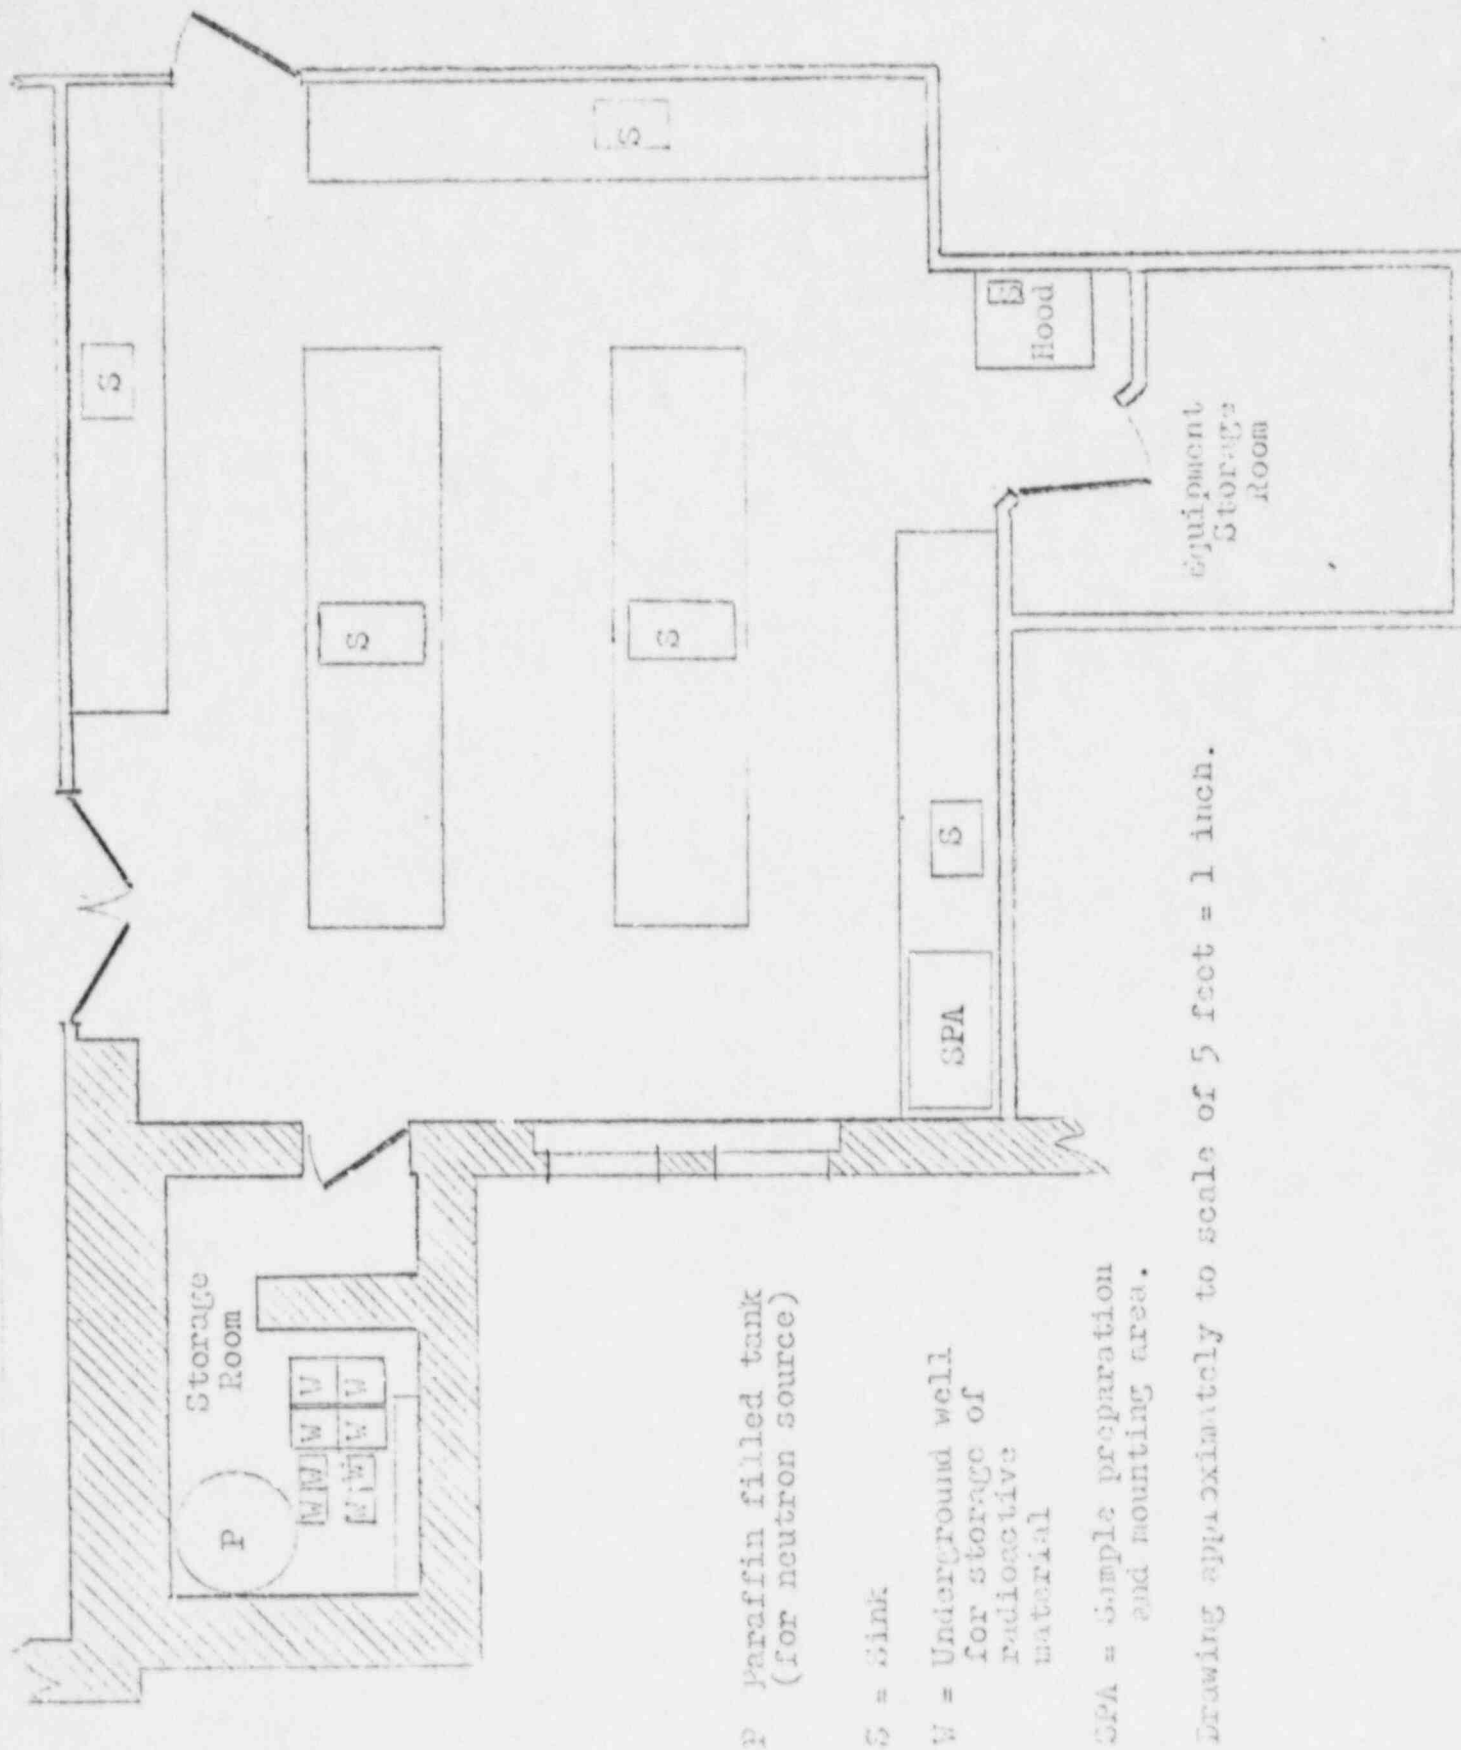 S
Storage
Room
P
W W W W
W W W W
S
S
S
S
SPA
S
Hood
Equipment
Storage
Room
P Paraffin filled tank
(for neutron source)
S = Sink
W = Underground well
for storage of
radioactive
material
SPA = Sample preparation
and mounting area.
Drawing approximately to scale of 5 feet = 1 inch.